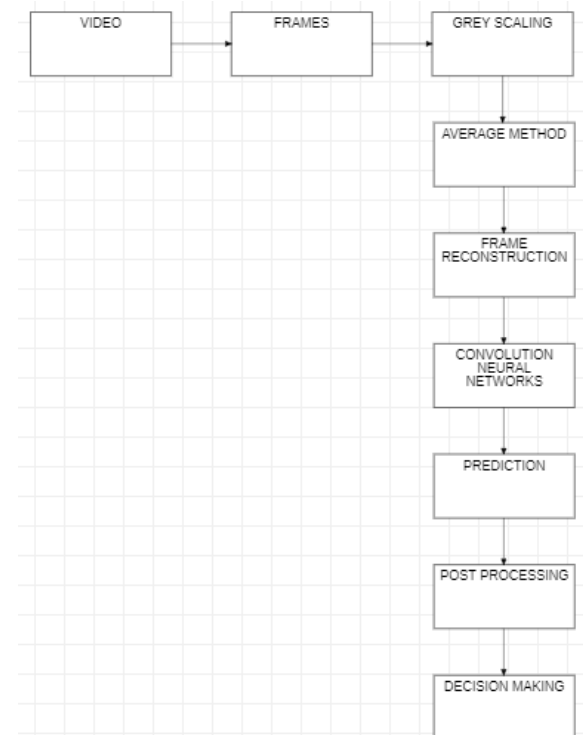 VIDEO
FRAMES
GREY SCALING
AVERAGE METHOD
FRAME
RECONSTRUCTION
CONVOLUTION
NEURAL
NETWORKS
PREDICTION
POST PROCESSING
DECISION MAKING